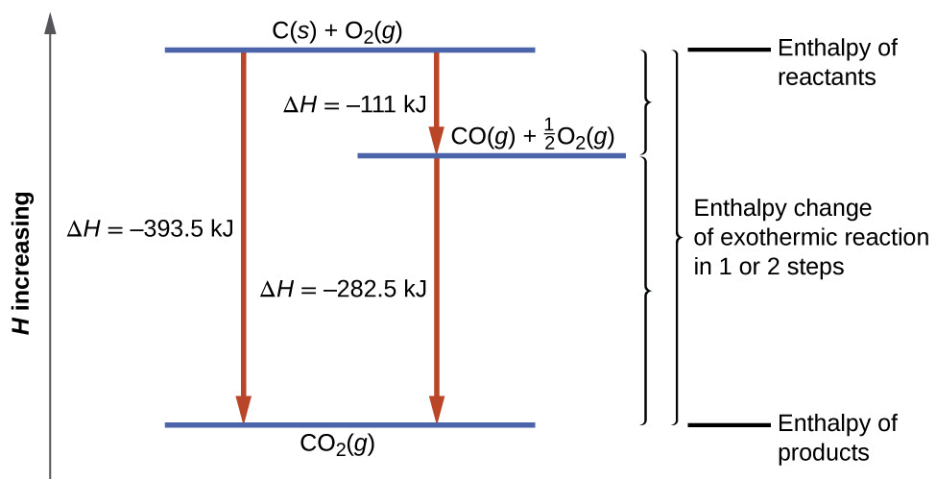 C(s) + O₂(g)
Enthalpy of
reactants
ΔH = –111 kJ
CO(g) + ½O₂(g)
H increasing
ΔH = –393.5 kJ
Enthalpy change
of exothermic reaction
in 1 or 2 steps
ΔH = –282.5 kJ
CO₂(g)
Enthalpy of
products